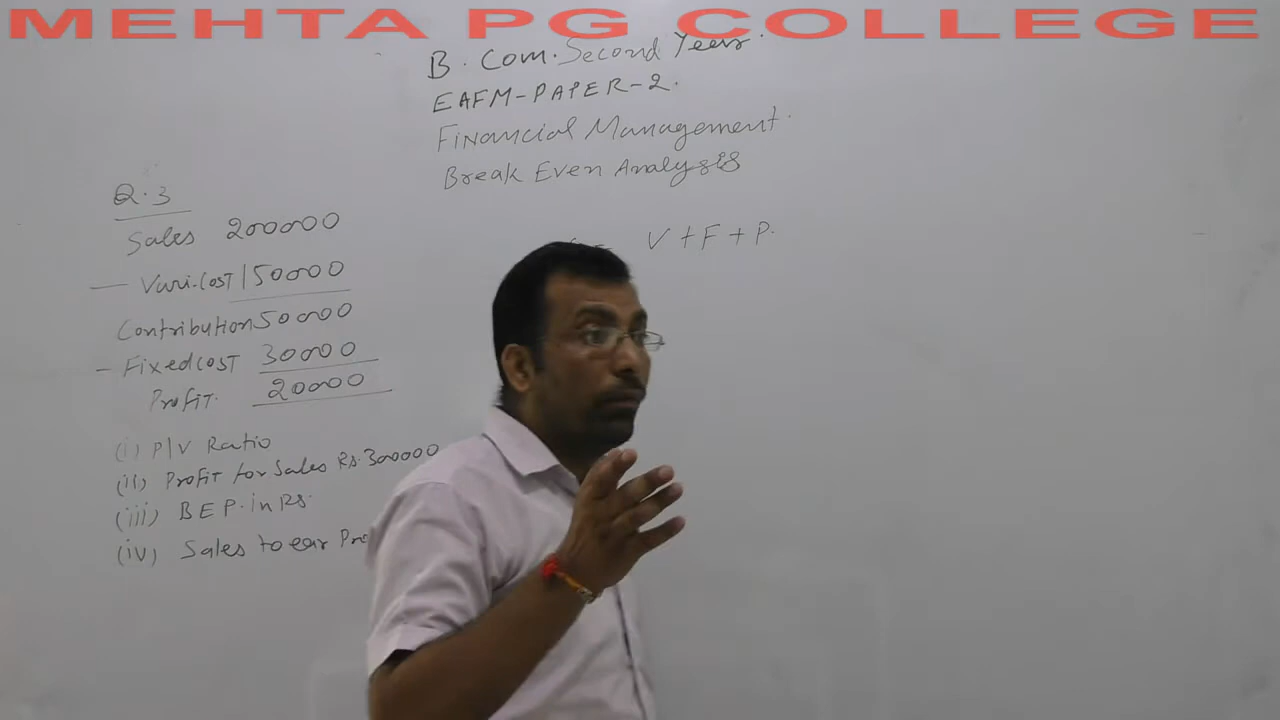 MEHTA PG COLLEGE
B. Com. Second Year.
EAFM-PAPER-2.
Financial Management.
Break Even Analysis
Q.3
Sales 200000
- Vari.cost 150000
Contribution 50000
- Fixed cost 30000
Profit. 20000
(i) P/V Ratio
(ii) Profit for Sales Rs.300000
(iii) BEP. in Rs.
(iv) Sales to ear
V + F + P.